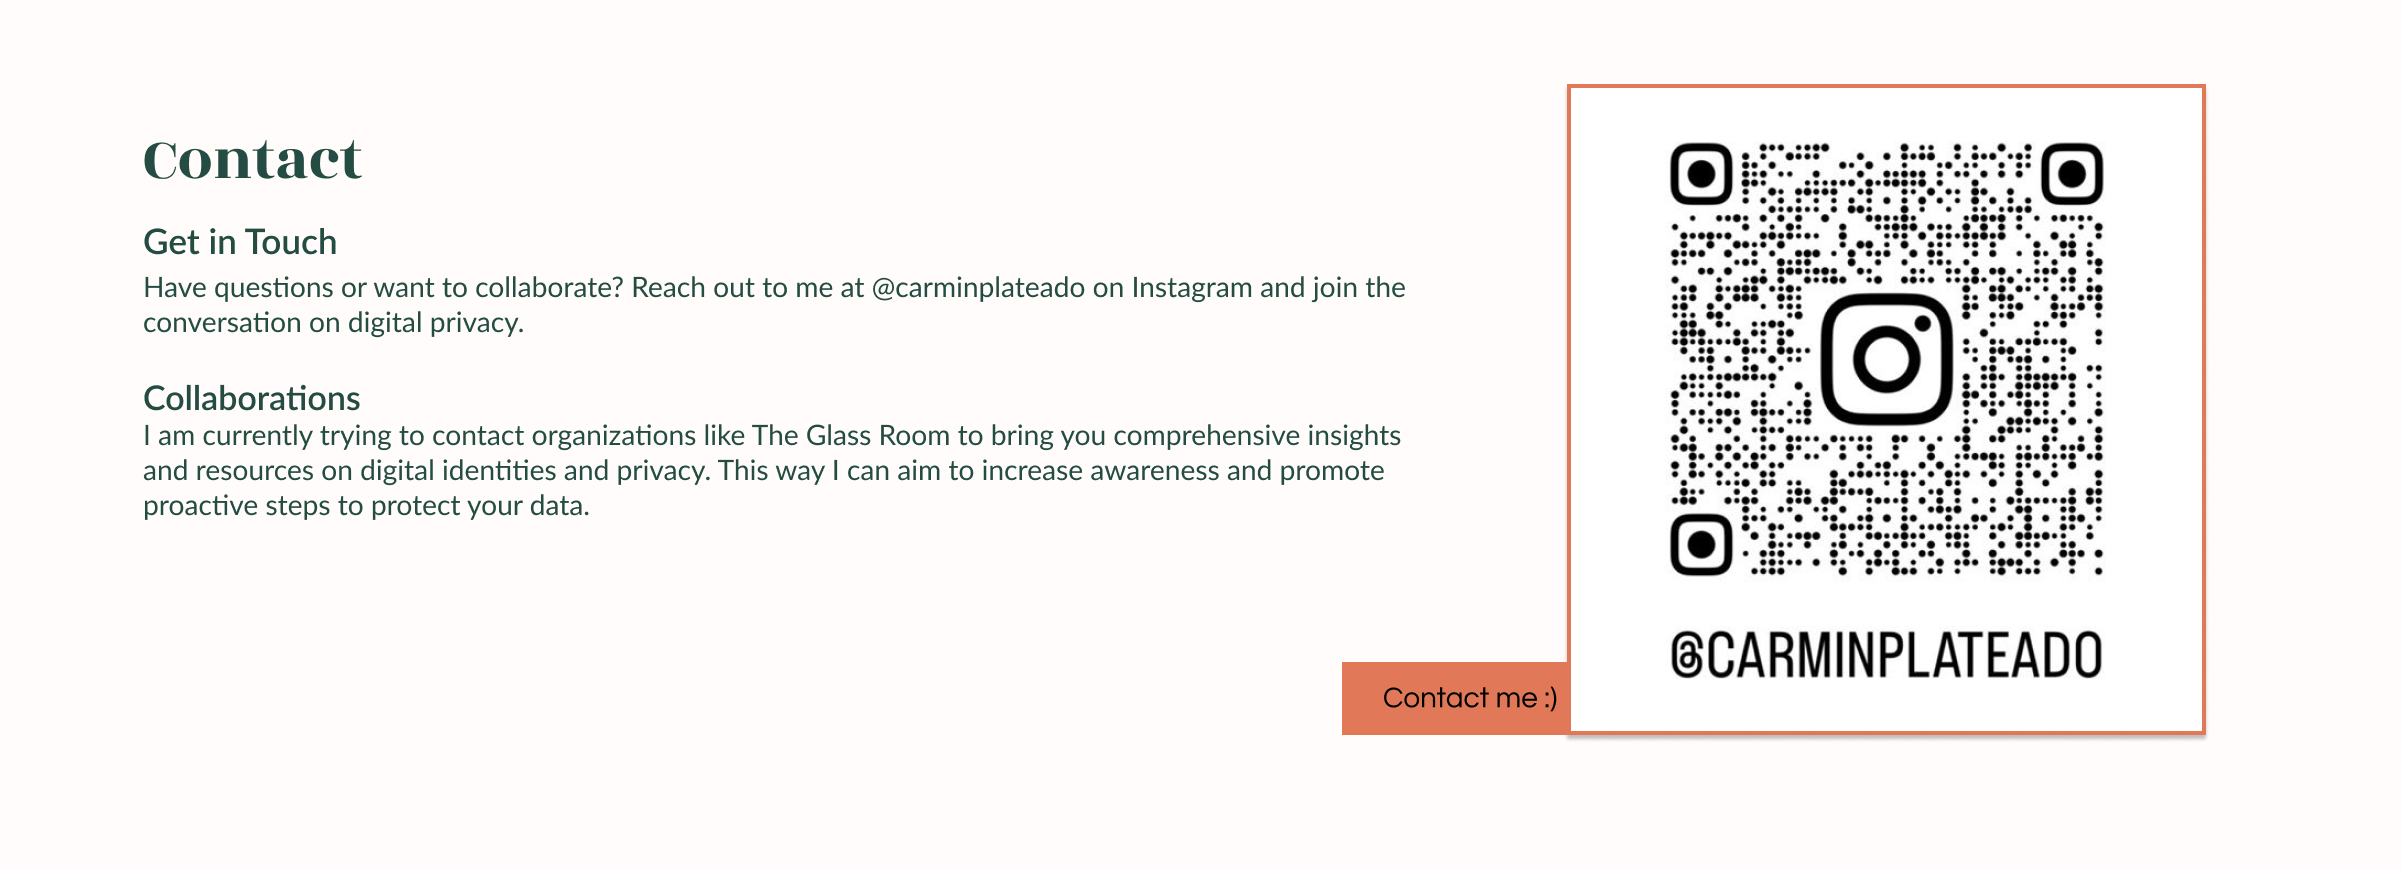 Contact
Get in Touch
Have questions or want to collaborate? Reach out to me at @carminplateado on Instagram and join the
conversation on digital privacy.
Collaborations
I am currently trying to contact organizations like The Glass Room to bring you comprehensive insights
and resources on digital identities and privacy. This way I can aim to increase awareness and promote
proactive steps to protect your data.
@CARMINPLATEADO
Contact me :)